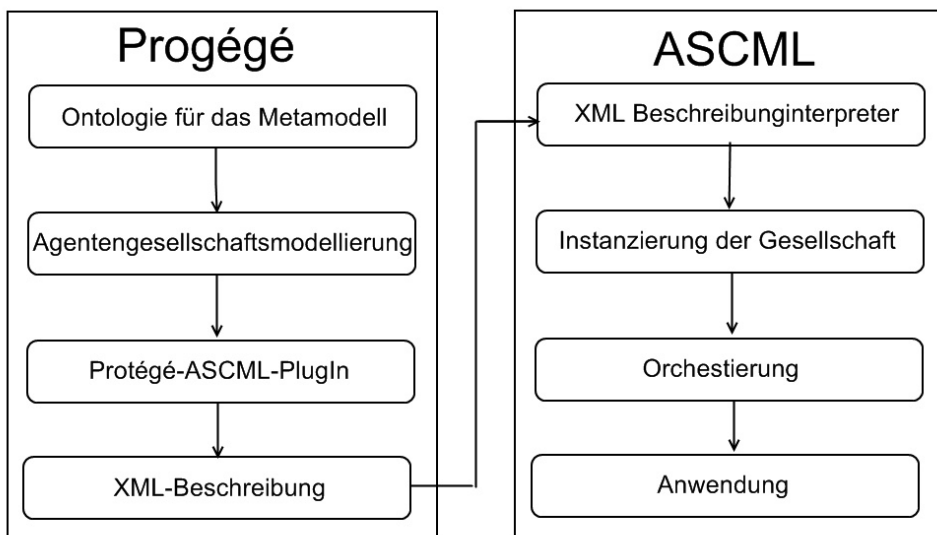 Progégé
Ontologie für das Metamodell
Agentengesellschaftsmodellierung
Protégé-ASCML-PlugIn
XML-Beschreibung
ASCML
XML Beschreibunginterpreter
Instanzierung der Gesellschaft
Orchestierung
Anwendung